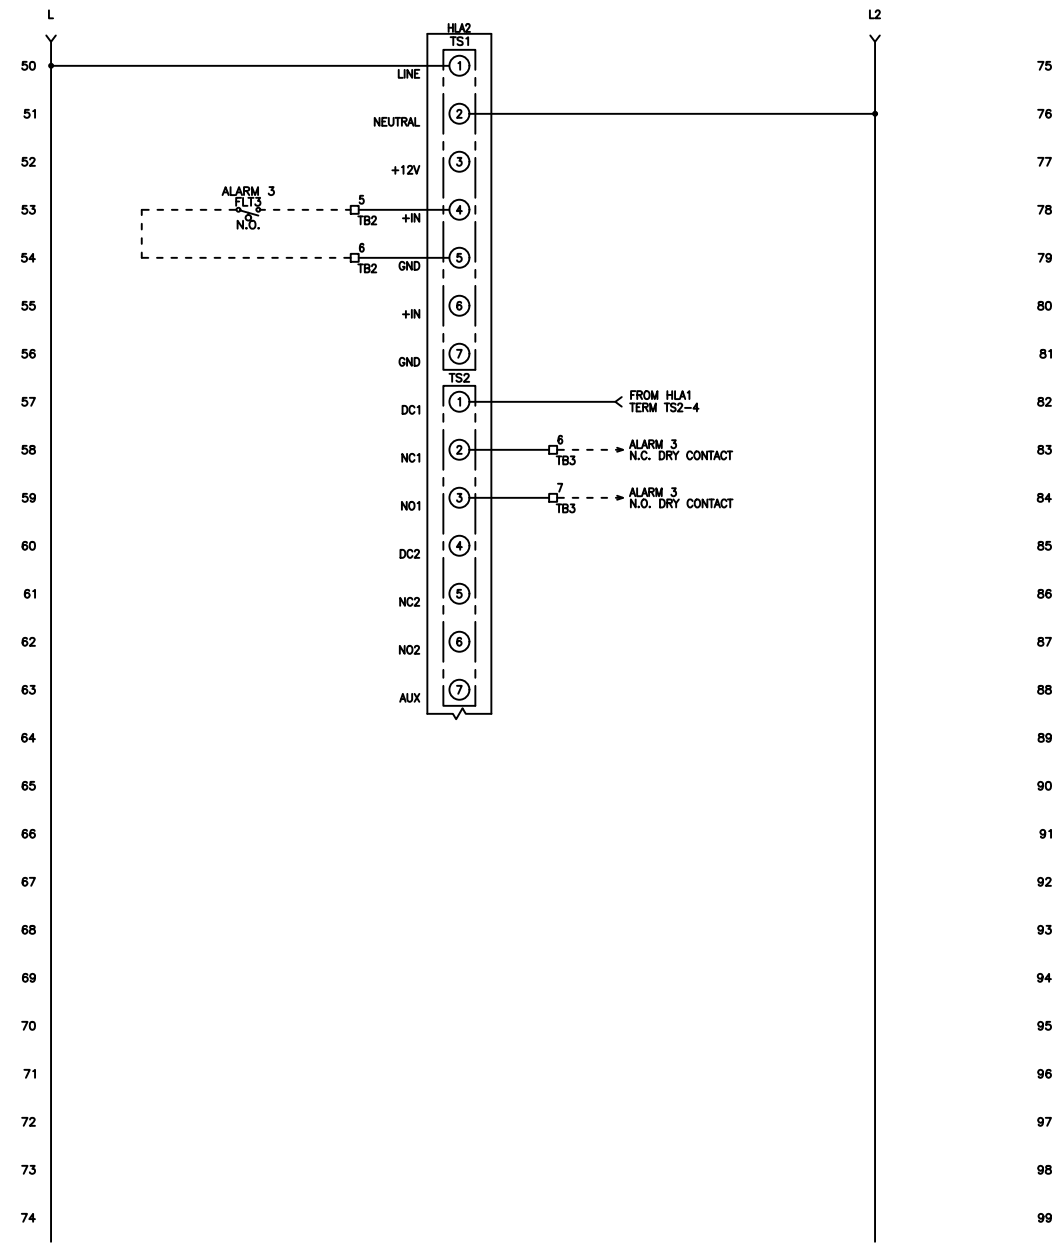 L
L2
HLA2
TS1
50
1
75
LINE
51
2
76
NEUTRAL
52
3
77
+12V
ALARM 3
FLT3
53
5
4
78
N.O.
TB2
+IN
54
6
5
79
TB2
GND
55
6
80
+IN
56
7
81
GND
TS2
57
1
FROM HLA1
TERM TS2-4
82
DC1
58
2
6
ALARM 3
N.C. DRY CONTACT
83
NC1
TB3
59
3
7
ALARM 3
N.O. DRY CONTACT
84
NO1
TB3
60
4
85
DC2
61
5
86
NC2
62
6
87
NO2
63
7
88
AUX
64
89
65
90
66
91
67
92
68
93
69
94
70
95
71
96
72
97
73
98
74
99